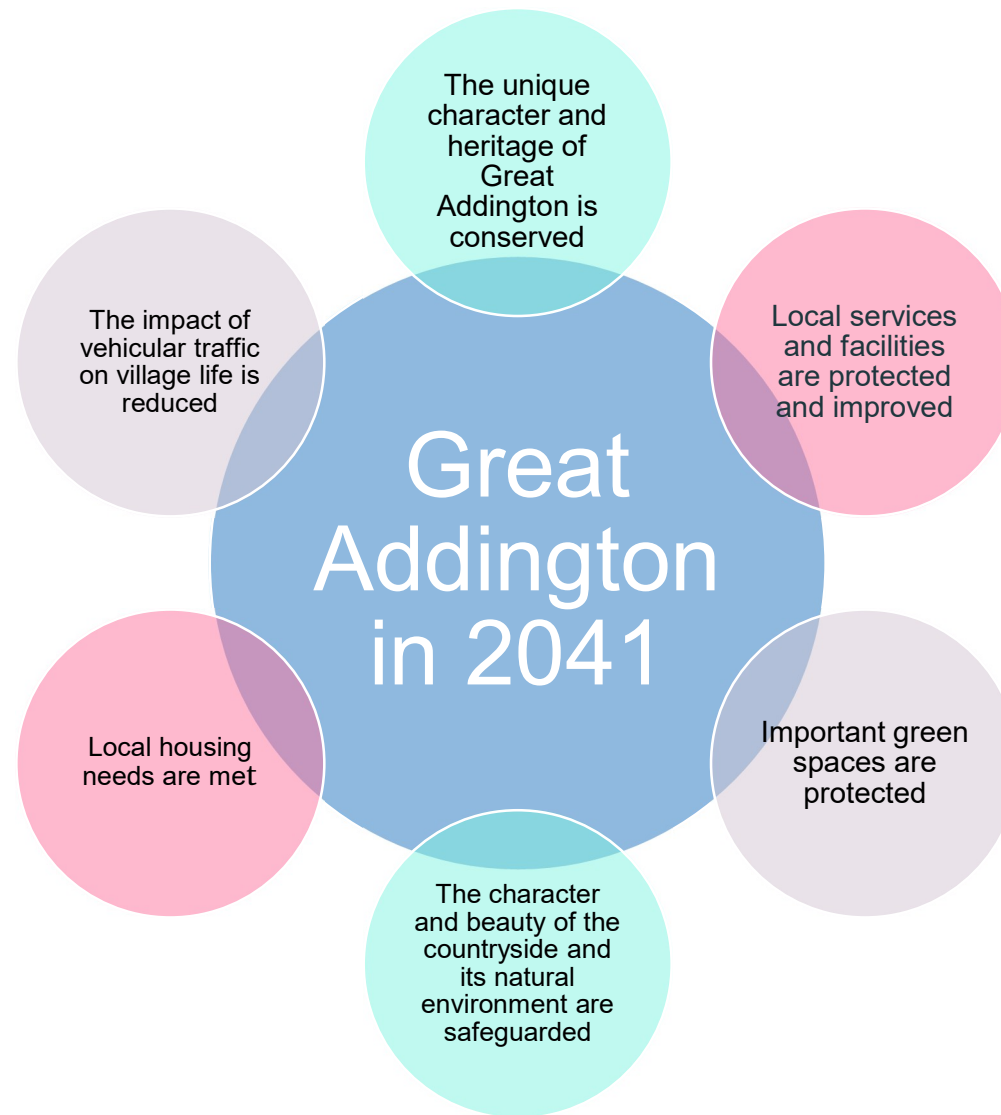 The unique
character and
heritage of
Great
Addington is
conserved
Local services
and facilities
are protected
and improved
Important green
spaces are
protected
The character
and beauty of the
countryside and
its natural
environment are
safeguarded
Local housing
needs are met
The impact of
vehicular traffic
on village life is
reduced
Great
Addington
in 2041